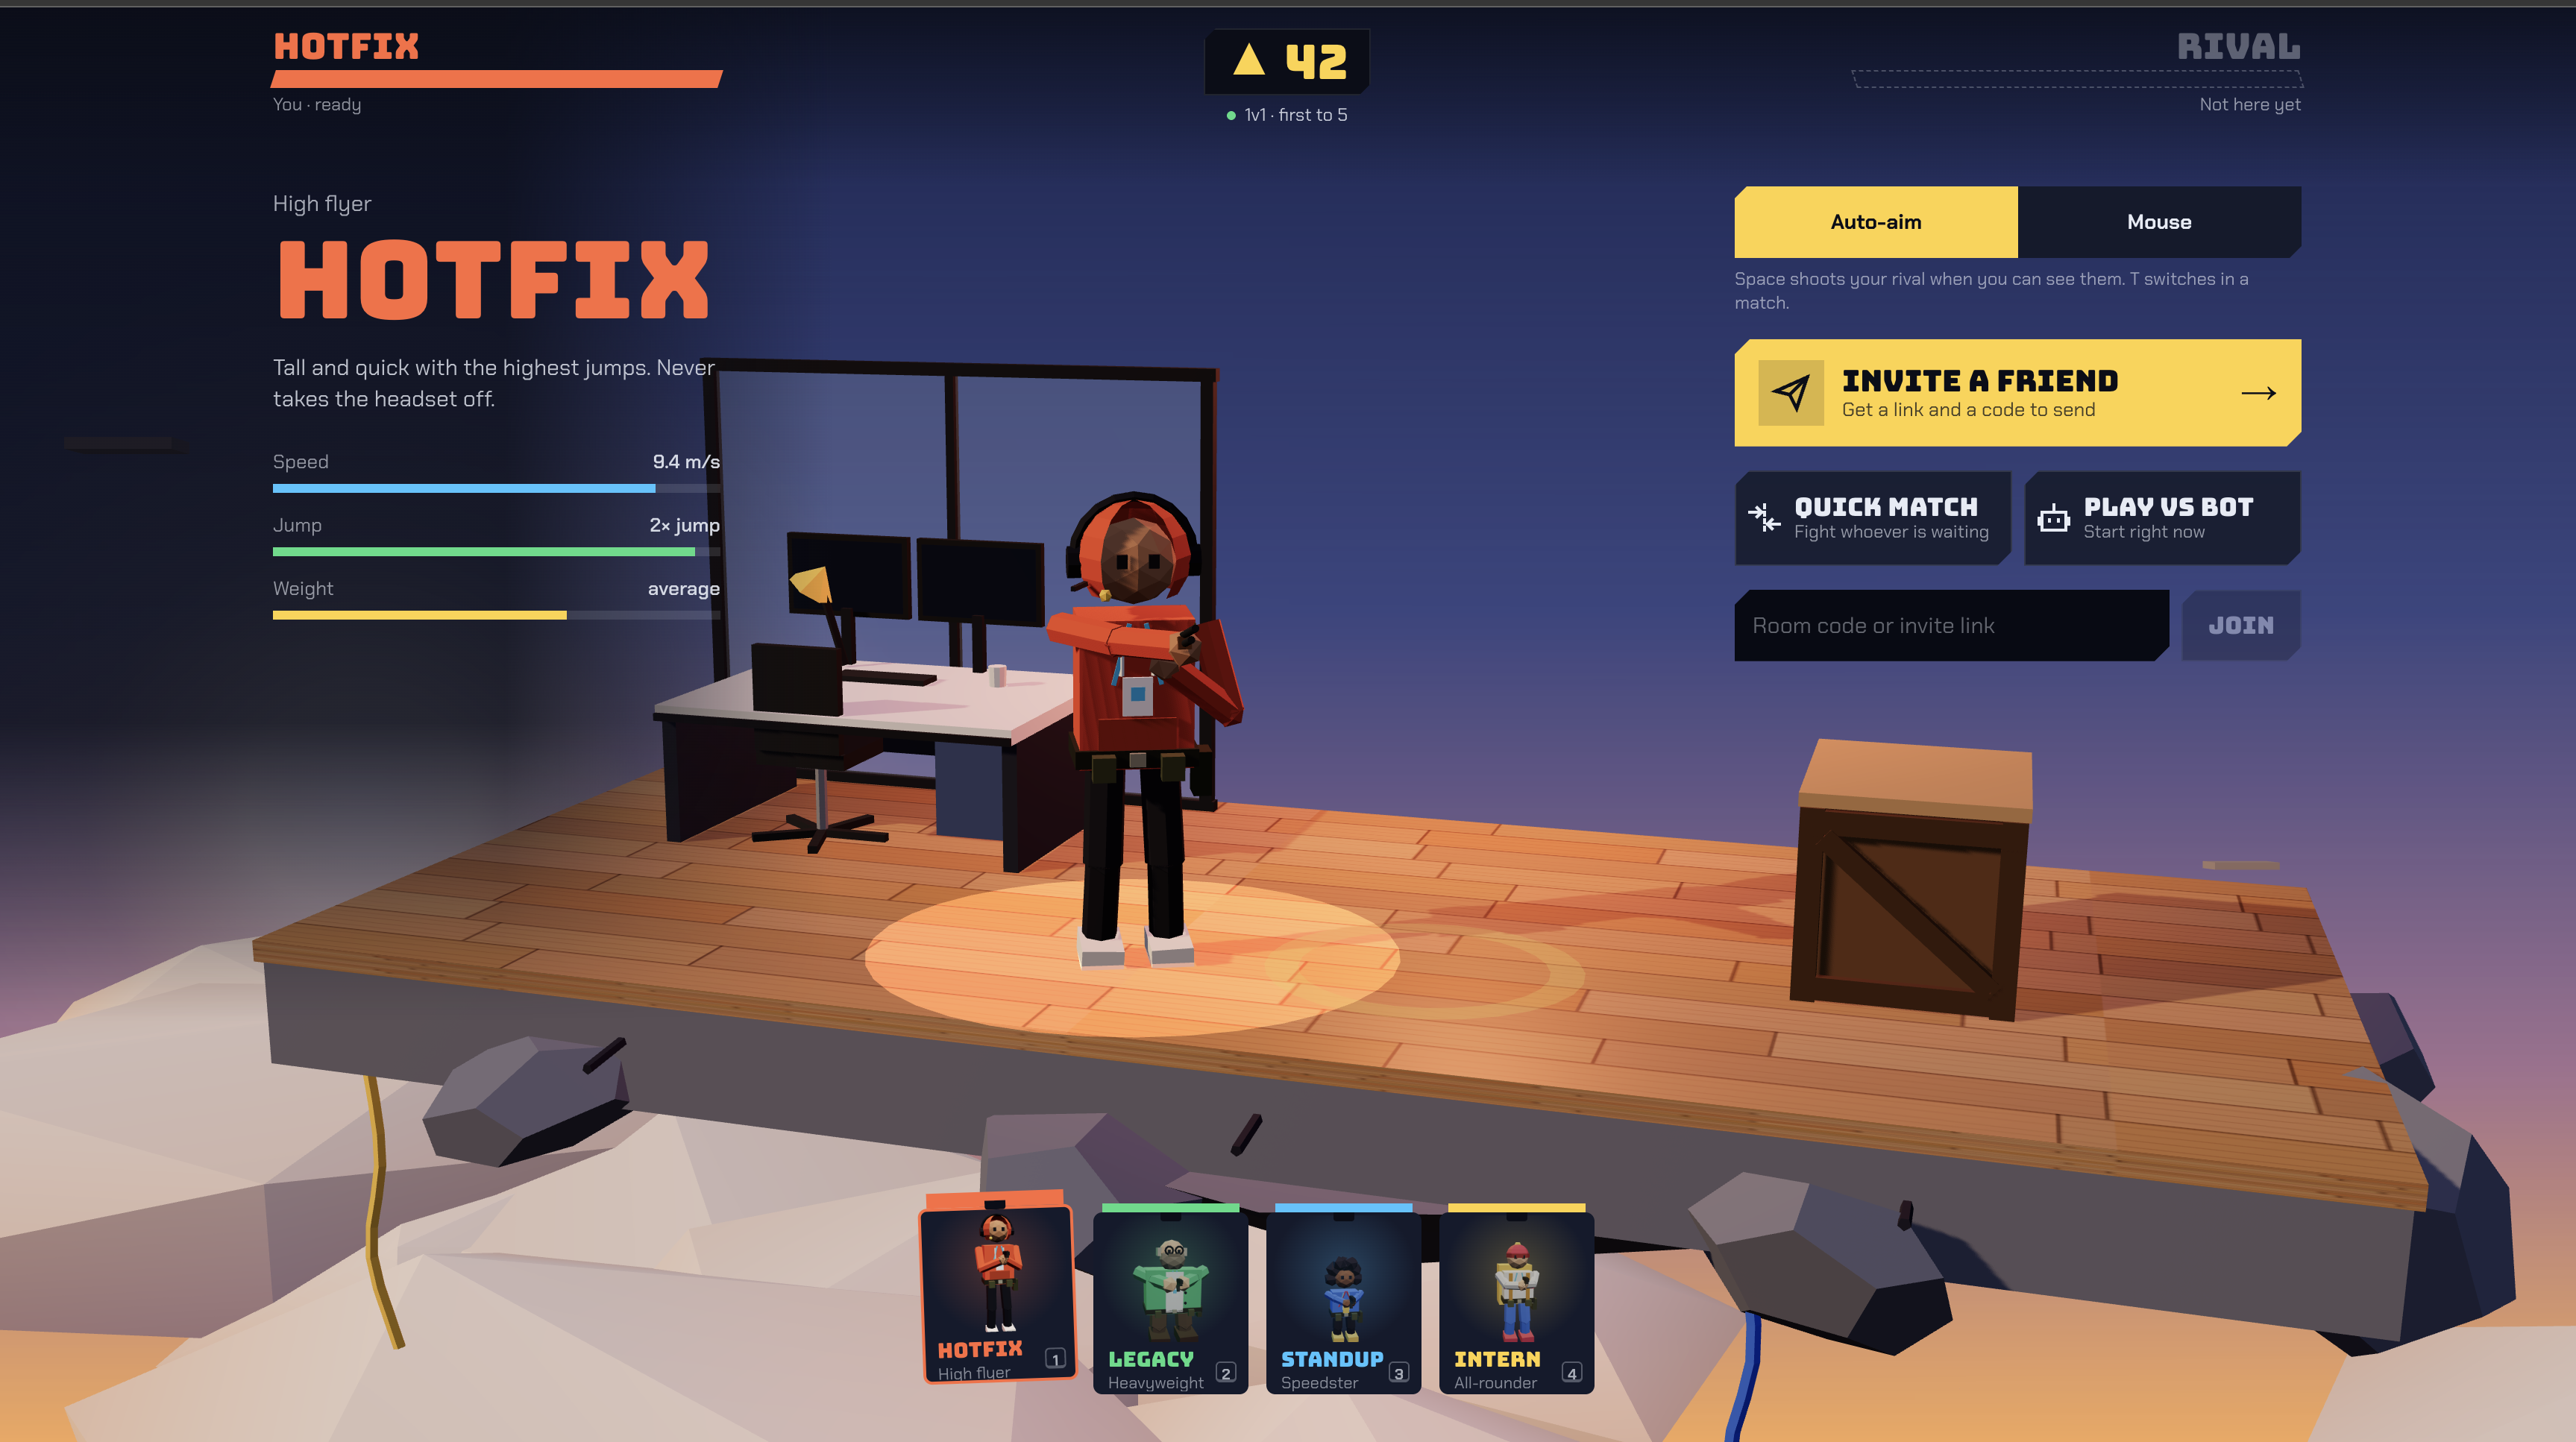 HOTFIX
You · ready
▲ 42
1v1 · first to 5
RIVAL
Not here yet
High flyer
HOTFIX
Tall and quick with the highest jumps. Never
takes the headset off.
Speed 9.4 m/s
Jump 2× jump
Weight average
Auto-aim
Mouse
Space shoots your rival when you can see them. T switches in a
match.
INVITE A FRIEND
Get a link and a code to send
→
QUICK MATCH
Fight whoever is waiting
PLAY VS BOT
Start right now
Room code or invite link
JOIN
HOTFIX
High flyer
1
LEGACY
Heavyweight
2
STANDUP
Speedster
3
INTERN
All-rounder
4